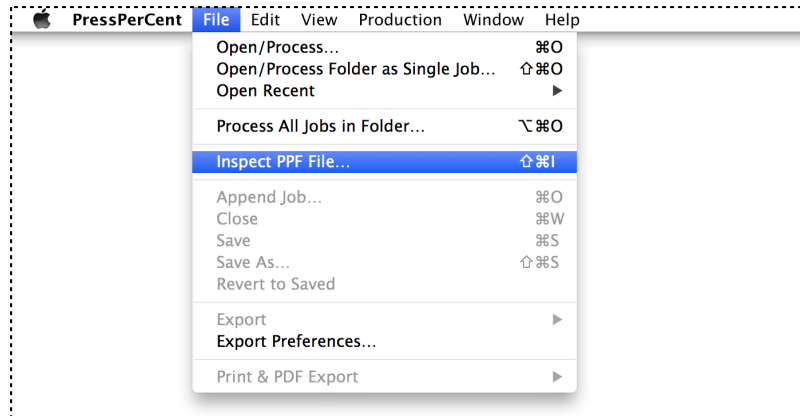 PressPerCent File Edit View Production Window Help
Open/Process... ⌘O
Open/Process Folder as Single Job... ⇧⌘O
Open Recent ▶
Process All Jobs in Folder... ⌥⌘O
Inspect PPF File... ⇧⌘I
Append Job... ⌘O
Close ⌘W
Save ⌘S
Save As... ⇧⌘S
Revert to Saved
Export ▶
Export Preferences...
Print & PDF Export ▶